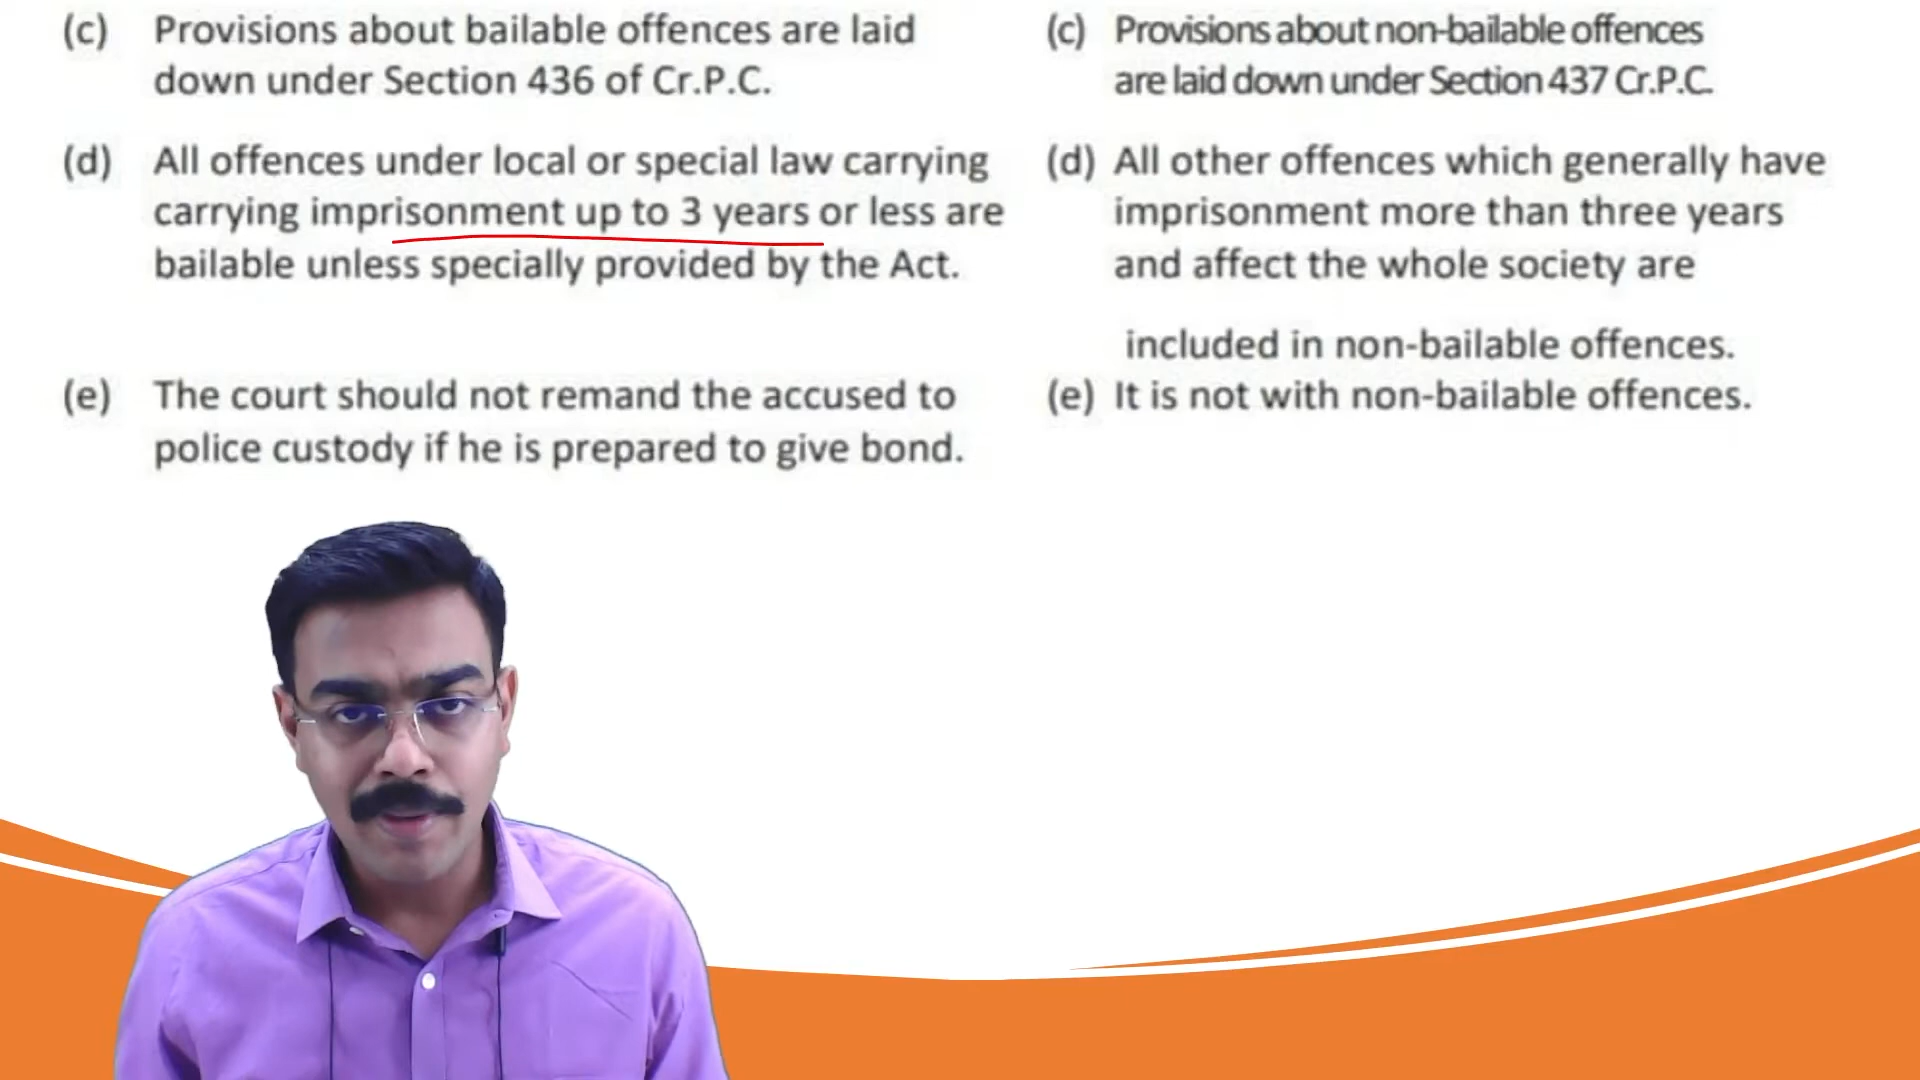 (c) Provisions about bailable offences are laid
down under Section 436 of Cr.P.C.
(d) All offences under local or special law carrying
carrying imprisonment up to 3 years or less are
bailable unless specially provided by the Act.
(e) The court should not remand the accused to
police custody if he is prepared to give bond.
(c) Provisions about non-bailable offences
are laid down under Section 437 Cr.P.C.
(d) All other offences which generally have
imprisonment more than three years
and affect the whole society are
included in non-bailable offences.
(e) It is not with non-bailable offences.